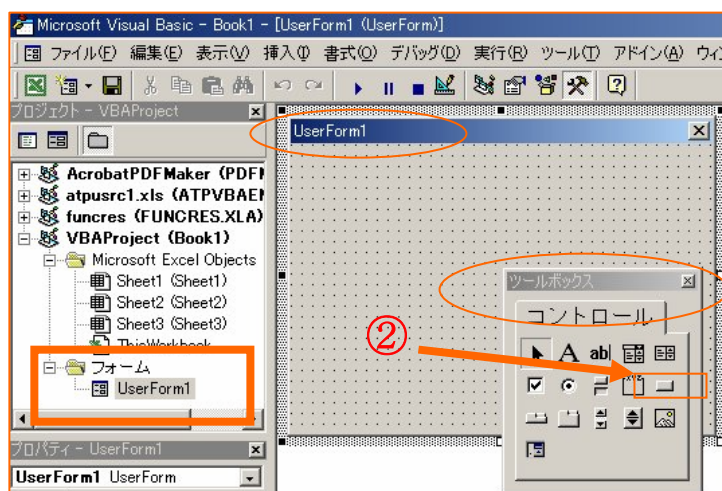 Microsoft Visual Basic - Book1 - [UserForm1 (UserForm)]
ファイル(F) 編集(E) 表示(V) 挿入(I) 書式(O) デバッグ(D) 実行(R) ツール(T) アドイン(A) ウィ
プロジェクト - VBAProject
UserForm1
AcrobatPDFMaker (PDFM
atpusrc1.xls (ATPVBAEN
funcres (FUNCRES.XLA)
VBAProject (Book1)
Microsoft Excel Objects
Sheet1 (Sheet1)
Sheet2 (Sheet2)
Sheet3 (Sheet3)
ThisWorkbook
フォーム
UserForm1
ツールボックス
コントロール
②
A ab
プロパティ - UserForm1
UserForm1 UserForm